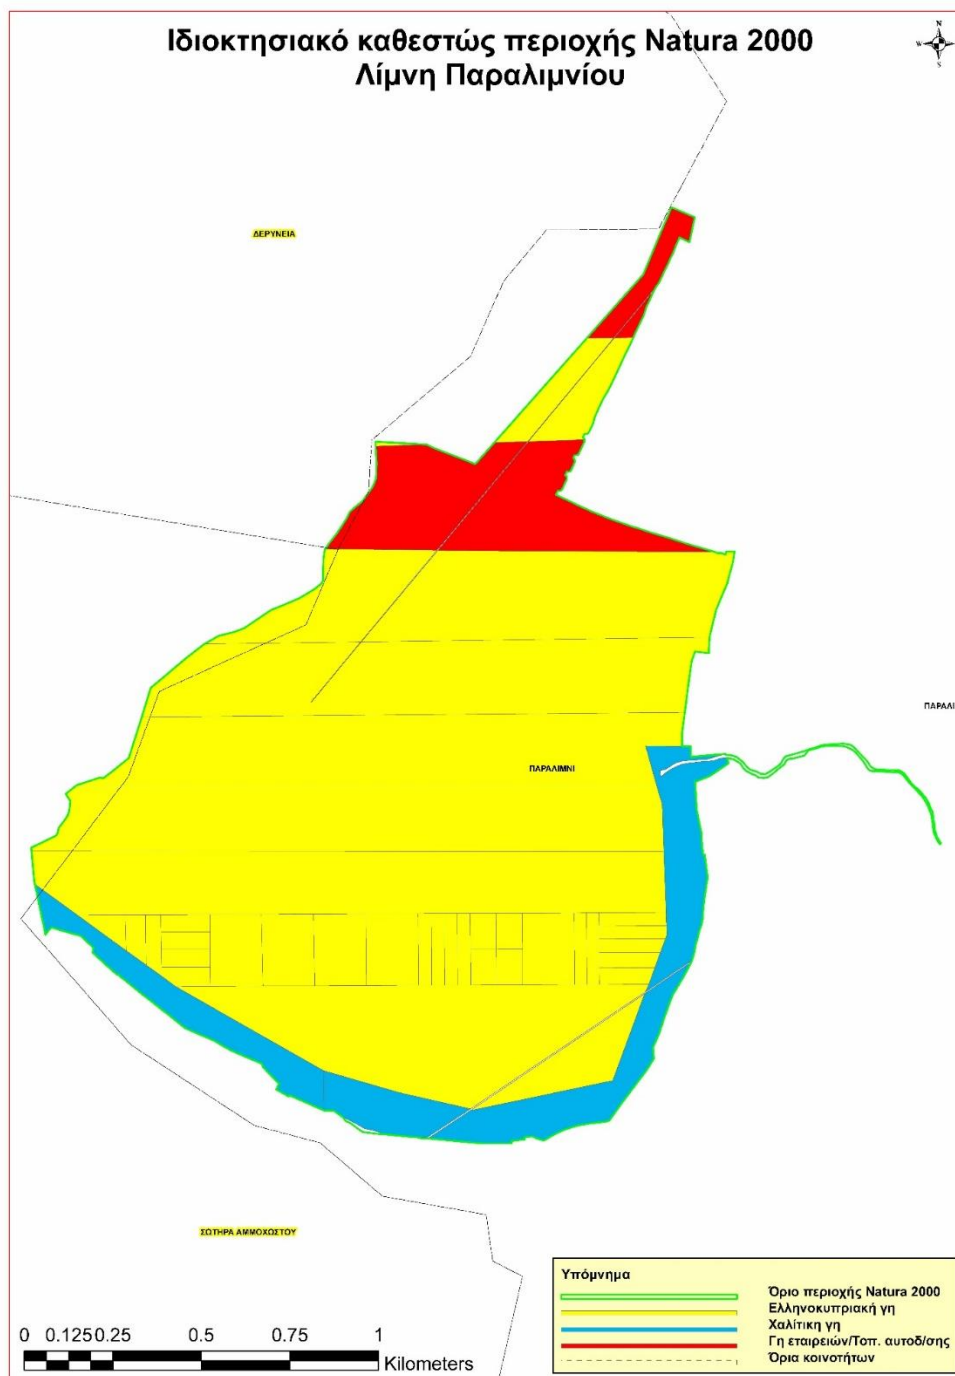 Ιδιοκτησιακό καθεστώς περιοχής Natura 2000
Λίμνη Παραλιμνίου
N
W
S
ΔΕΡΥΝΕΙΑ
ΠΑΡΑΛΙ
ΠΑΡΑΛΙΜΝΙ
ΣΩΤΗΡΑ ΑΜΜΟΧΩΣΤΟΥ
Υπόμνημα
Όριο περιοχής Natura 2000
Ελληνοκυπριακή γη
Χαλίτικη γη
Γη εταιρειών/Τοπ. αυτοδ/σης
Όρια κοινοτήτων
0 0.125 0.25 0.5 0.75 1
Kilometers